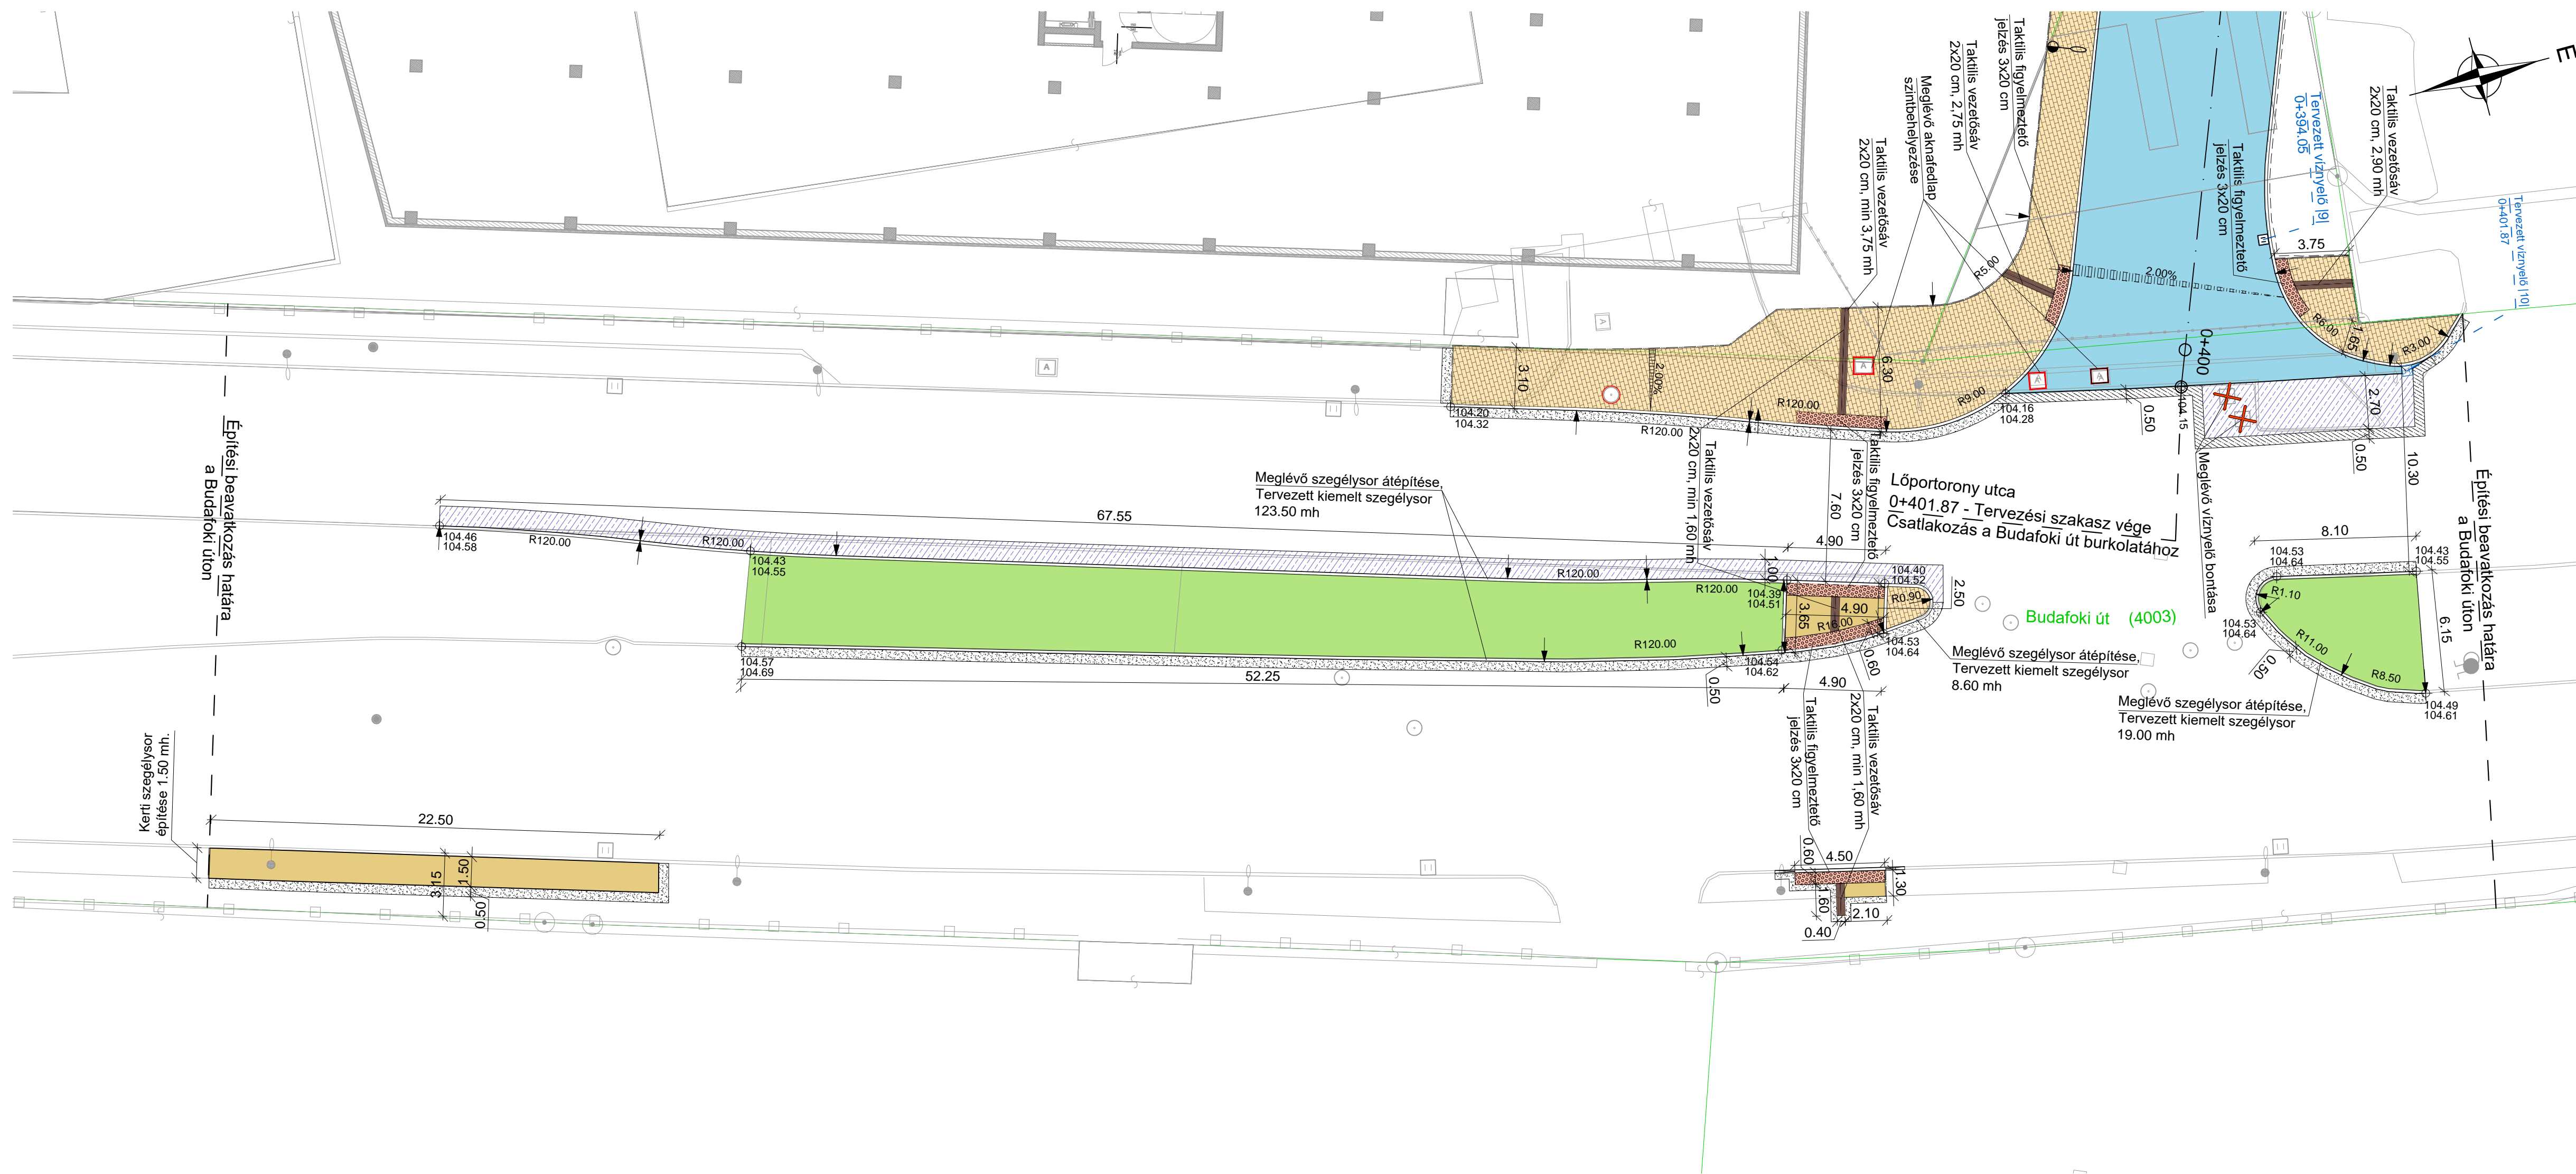 É
Taktilis figyelmeztető
jelzés 3x20 cm
Taktilis vezetősáv
2x20 cm, 2,75 mh
Meglévő aknafedlap
szintbehelyezése
Taktilis vezetősáv
2x20 cm, min 3,75 mh
Tervezett víznyelő |9|
0+394.05
Taktilis vezetősáv
2x20 cm, 2,90 mh
Taktilis figyelmeztető
jelzés 3x20 cm
Tervezett víznyelő |10|
0+401.87
3.75
2.00%
R5.00
R6.00
1.65
R3.00
0+400
6.30
3.10
2.00%
A
A
A
A
A
R120.00
R9.00
R120.00
104.20
104.32
104.16
104.28
104.15
0.50
2.70
0.50
10.30
Építési beavatkozás határa
a Budafoki úton
Meglévő szegélysor átépítése,
Tervezett kiemelt szegélysor
123.50 mh
Taktilis vezetősáv
2x20 cm, min 1,60 mh
Taktilis figyelmeztető
jelzés 3x20 cm
7.60
Lőportorony utca
0+401.87 - Tervezési szakasz vége
Csatlakozás a Budafoki út burkolatához
Meglévő víznyelő bontása
Építési beavatkozás határa
a Budafoki úton
67.55
4.90
8.10
104.46
104.58
R120.00
R120.00
104.43
104.55
R120.00
R120.00
1.00
104.39
104.51
104.40
104.52
2.50
R0.90
4.90
3.65
R16.00
104.53
104.64
104.43
104.55
R1.10
104.53
104.64
R11.00
0.50
R8.50
6.15
104.49
104.61
Budafoki út (4003)
R120.00
104.57
104.69
104.54
104.62
104.53
104.64
0.60
0.50
52.25
4.90
Meglévő szegélysor átépítése,
Tervezett kiemelt szegélysor
8.60 mh
Meglévő szegélysor átépítése,
Tervezett kiemelt szegélysor
19.00 mh
Taktilis figyelmeztető
jelzés 3x20 cm
Taktilis vezetősáv
2x20 cm, min 1,60 mh
Kerti szegélysor
építése 1.50 mh.
22.50
3.15
1.50
0.50
0.60
4.50
1.30
1.60
2.10
0.40